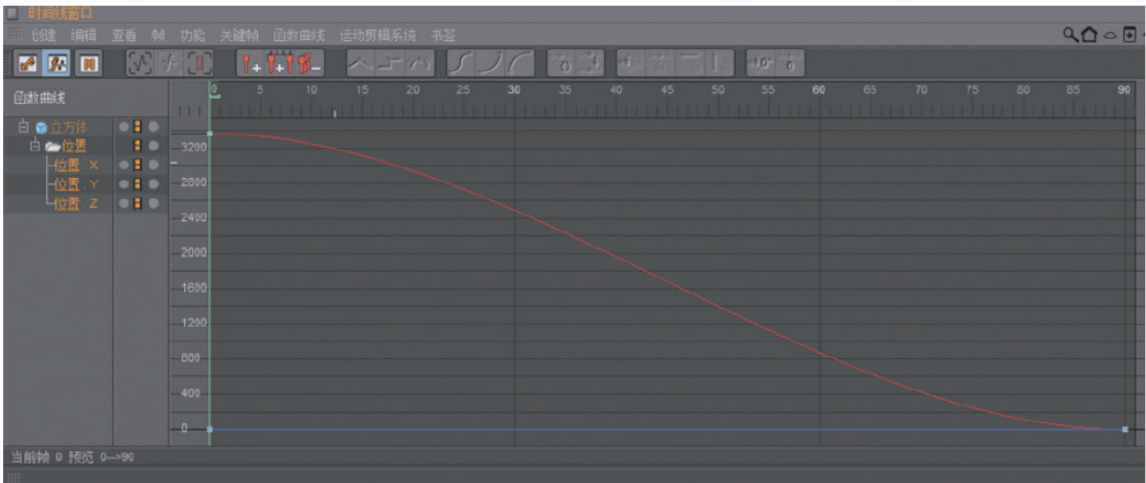 时间线窗口
创建 编辑 查看 帧 功能 关键帧 函数曲线 运动剪辑系统 书签
函数曲线
0 5 10 15 20 25 30 35 40 45 50 55 60 65 70 75 80 85 90
立方体
位置
位置 . X
位置 . Y
位置 . Z
3200
2800
2400
2000
1600
1200
800
400
0
当前帧 0 预览 0-->90